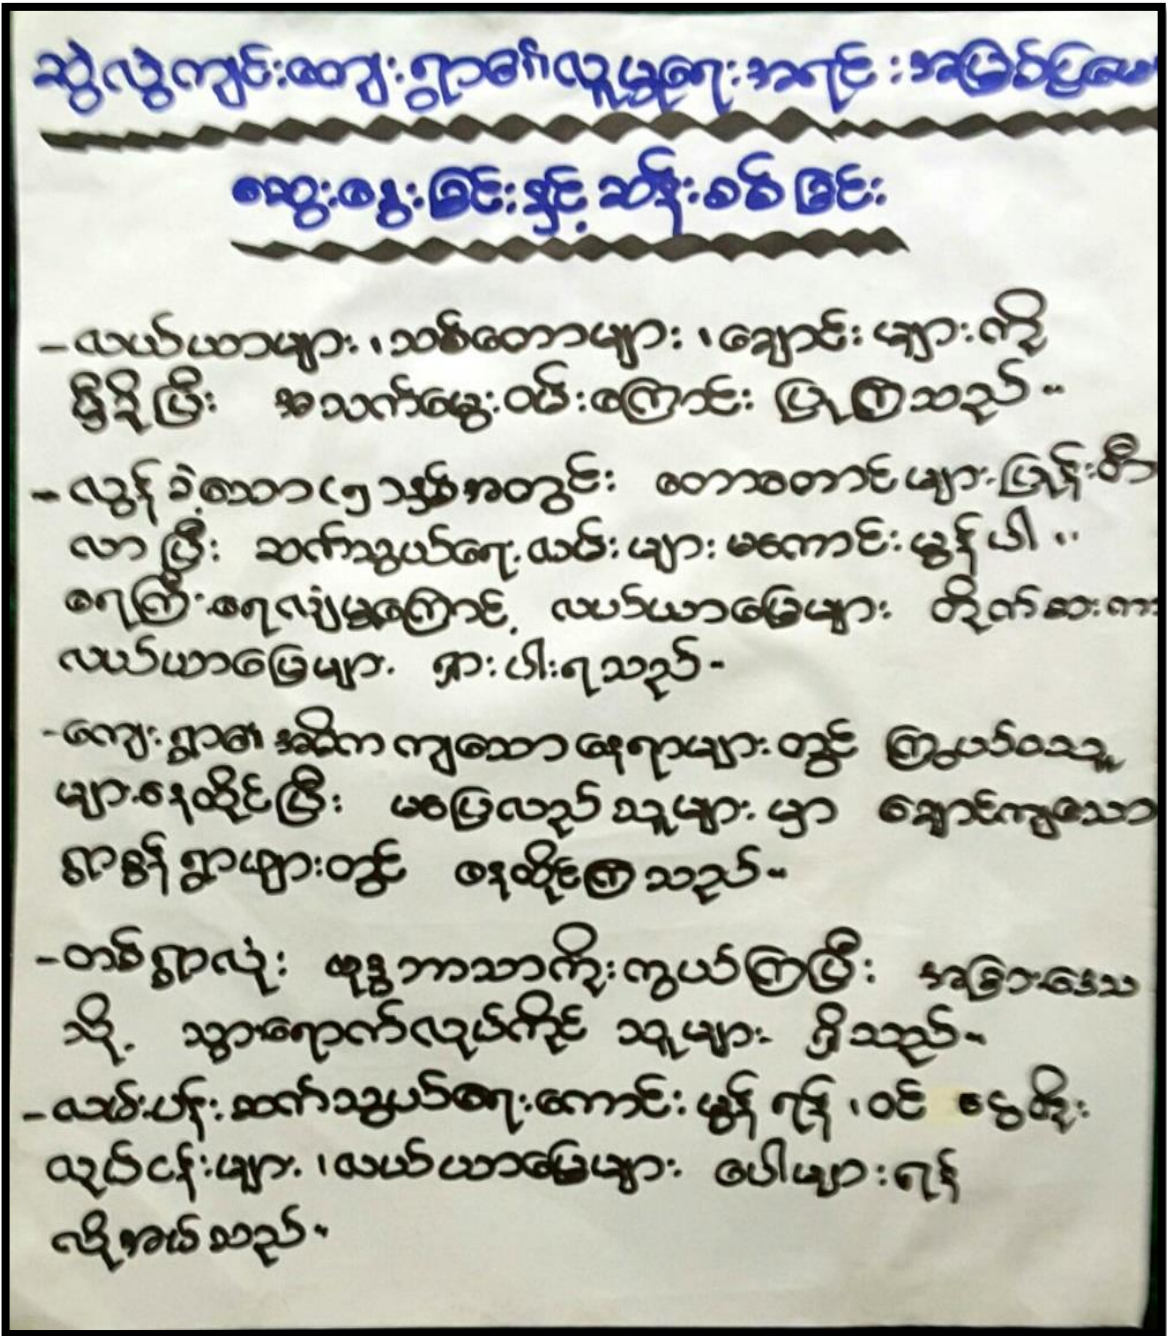 သွဲလွဲကျင်းကျေးရွာ၏လူမှုရေးအရင်းအမြစ်ပြမြေ
ဆွေးနွေးခြင်းနှင့်ဆန်းစစ်ခြင်း
- လယ်ယာများ၊သစ်တောများ၊ချောင်းများကို
မှီခိုပြီး အသက်မွေးဝမ်းကြောင်း ပြုကြသည်။
- လွန်ခဲ့သော(၅)နှစ်အတွင်း တောတောင်များပြုန်းတီး
လာပြီး ဆက်သွယ်ရေးလမ်းများမကောင်းမွန်ပါ။
ရေကြီးရေလျှံမှုကြောင့် လယ်ယာမြေများ တိုက်စား
လယ်ယာမြေများ ရှားပါးရသည်။
- ကျေးရွာ၏အဓိကကျသောနေရာများတွင် ကြွယ်ဝသူ
များနေထိုင်ပြီး မပြေလည်သူများမှာ ချောင်ကျသော
ရွာစွန်ရွာဖျားတွင် နေထိုင်ကြသည်။
- တစ်ရွာလုံး ဗုဒ္ဓဘာသာကိုးကွယ်ကြပြီး အခြားဒေသ
သို့ သွားရောက်လုပ်ကိုင်သူများ ရှိသည်။
- လမ်းပန်းဆက်သွယ်ရေးကောင်းမွန်ရန်၊ဝင်ငွေတိုး
လုပ်ငန်းများ၊လယ်ယာမြေများ ပေါများရန်
လိုအပ်သည်။